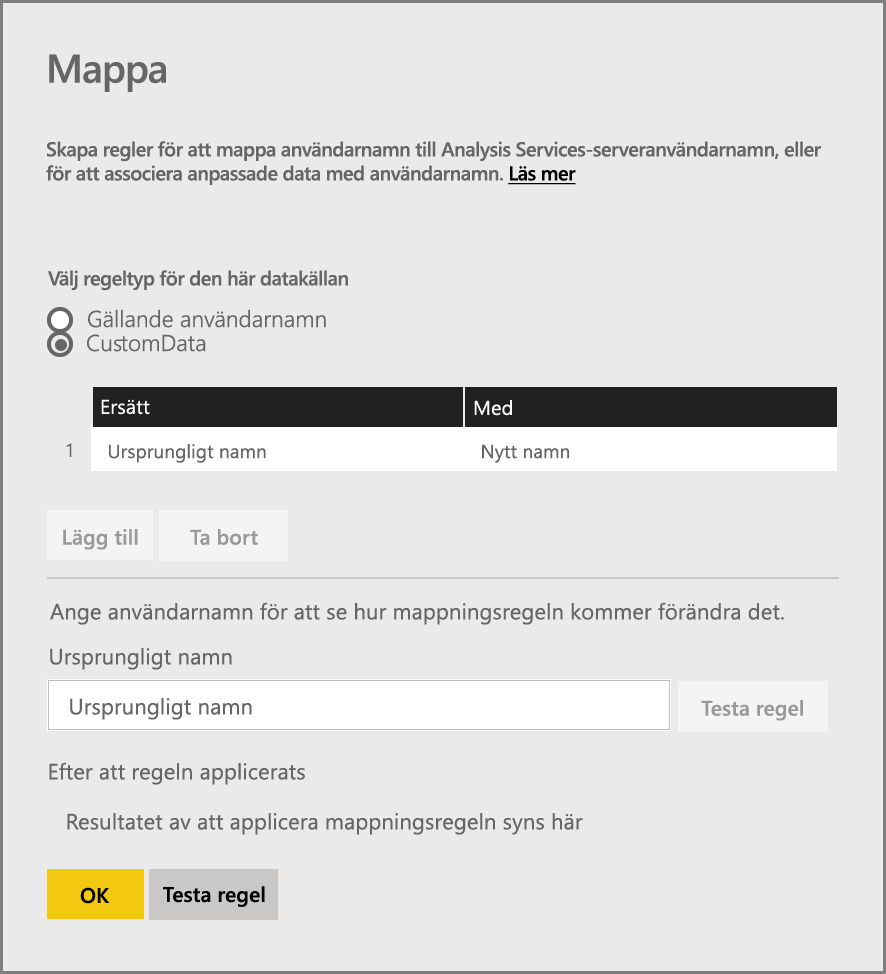 Mappa
Skapa regler för att mappa användarnamn till Analysis Services-serveranvändarnamn, eller
för att associera anpassade data med användarnamn. Läs mer
Välj regeltyp för den här datakällan
Gällande användarnamn
CustomData
Ersätt Med
1 Ursprungligt namn Nytt namn
Lägg till Ta bort
Ange användarnamn för att se hur mappningsregeln kommer förändra det.
Ursprungligt namn
Ursprungligt namn Testa regel
Efter att regeln applicerats
Resultatet av att applicera mappningsregeln syns här
OK Testa regel